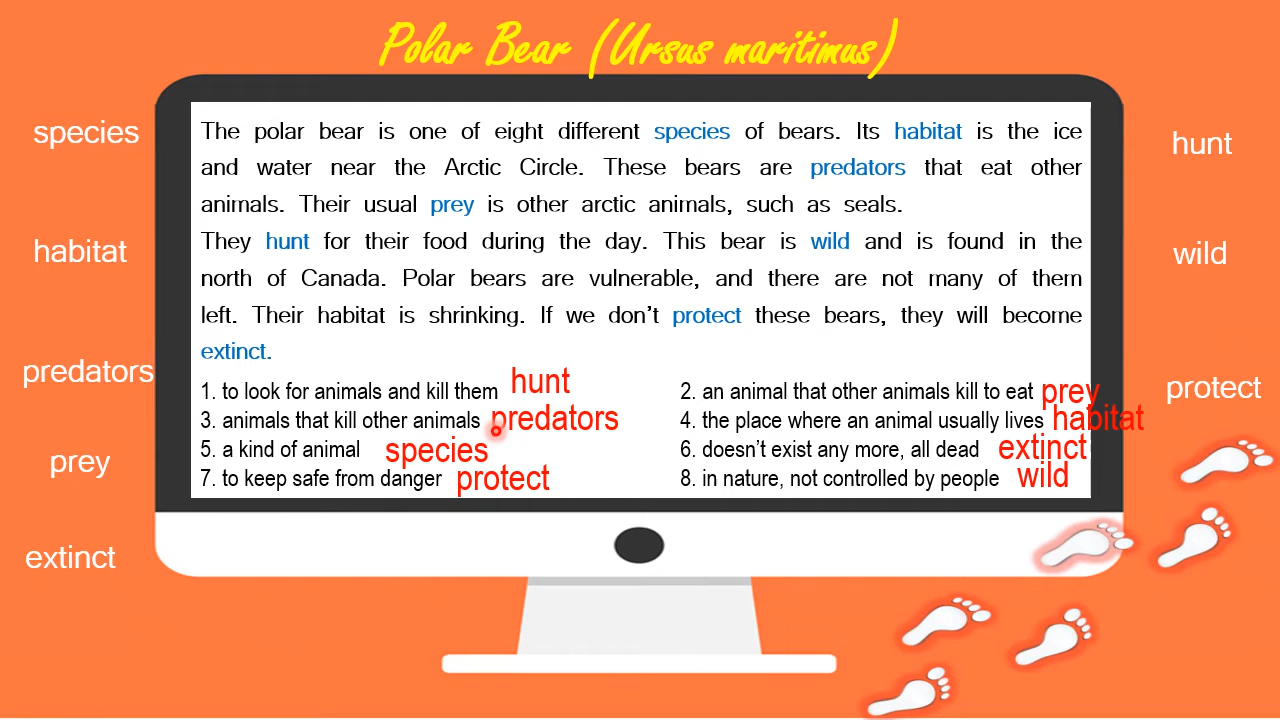 Polar Bear (Ursus maritimus)
species
habitat
predators
prey
extinct
The polar bear is one of eight different species of bears. Its habitat is the ice
and water near the Arctic Circle. These bears are predators that eat other
animals. Their usual prey is other arctic animals, such as seals.
They hunt for their food during the day. This bear is wild and is found in the
north of Canada. Polar bears are vulnerable, and there are not many of them
left. Their habitat is shrinking. If we don't protect these bears, they will become
extinct.
1. to look for animals and kill them hunt
2. an animal that other animals kill to eat prey
3. animals that kill other animals predators
4. the place where an animal usually lives habitat
5. a kind of animal species
6. doesn't exist any more, all dead extinct
7. to keep safe from danger protect
8. in nature, not controlled by people wild
hunt
wild
protect